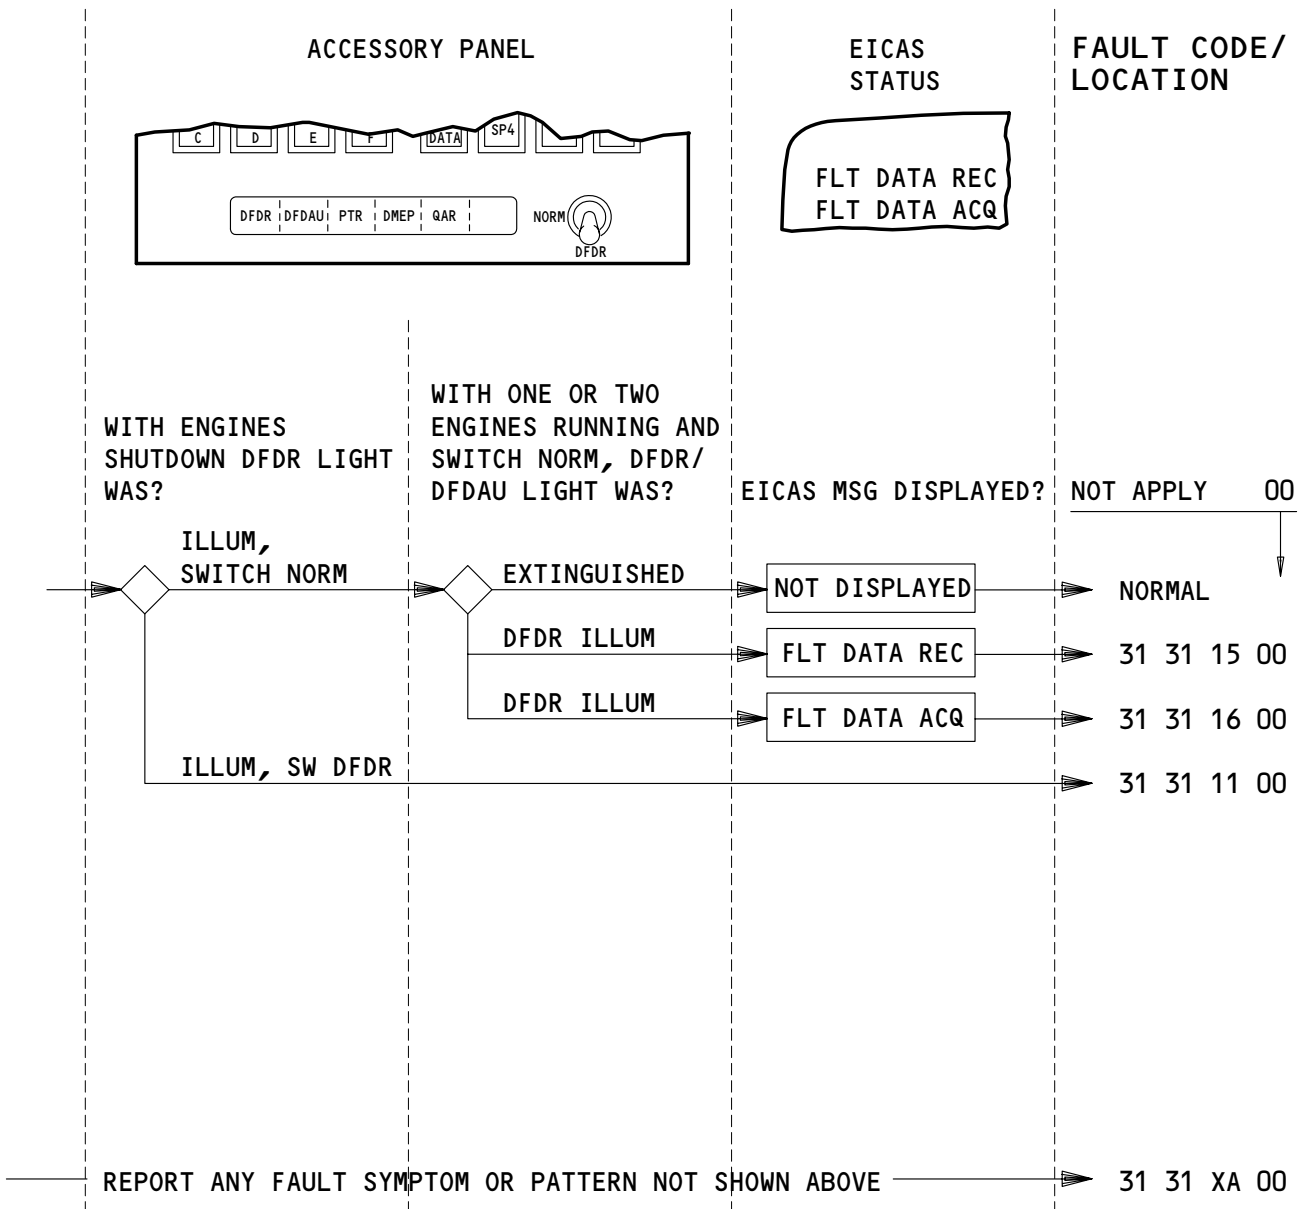 ACCESSORY PANEL
EICAS
STATUS
FAULT CODE/
LOCATION
C D E F DATA SP4
FLT DATA REC
FLT DATA ACQ
DFDR DFDAU PTR DMEP QAR
NORM
DFDR
WITH ENGINES
SHUTDOWN DFDR LIGHT
WAS?
WITH ONE OR TWO
ENGINES RUNNING AND
SWITCH NORM, DFDR/
DFDAU LIGHT WAS?
EICAS MSG DISPLAYED?
NOT APPLY 00
ILLUM,
SWITCH NORM
EXTINGUISHED
NOT DISPLAYED
NORMAL
DFDR ILLUM
FLT DATA REC
31 31 15 00
DFDR ILLUM
FLT DATA ACQ
31 31 16 00
ILLUM, SW DFDR
31 31 11 00
REPORT ANY FAULT SYMPTOM OR PATTERN NOT SHOWN ABOVE
31 31 XA 00